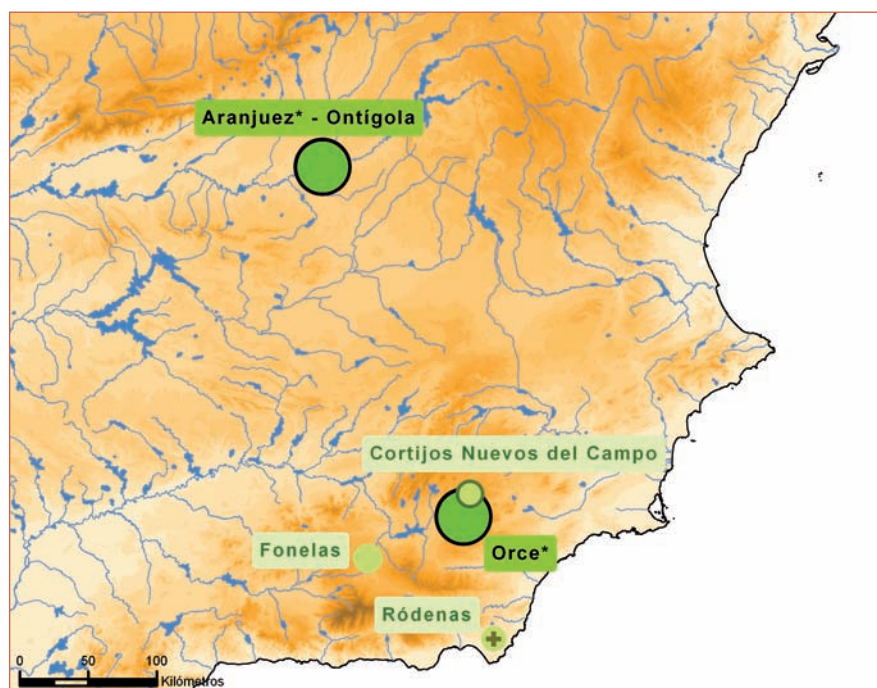 Aranjuez* - Ontígola
Cortijos Nuevos del Campo
Fonelas
Orce*
Ródenas
0 50 100
Kilómetros